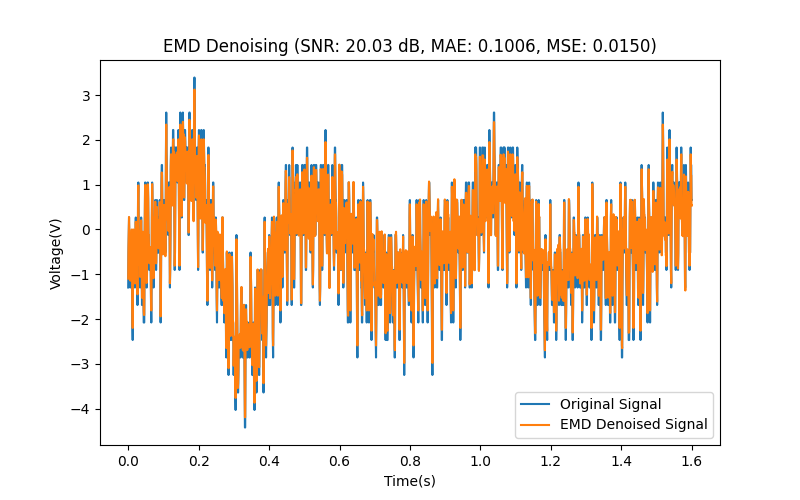 EMD Denoising (SNR: 20.03 dB, MAE: 0.1006, MSE: 0.0150)
3
2
1
0
−1
−2
−3
−4
Voltage(V)
Original Signal
EMD Denoised Signal
0.0 0.2 0.4 0.6 0.8 1.0 1.2 1.4 1.6
Time(s)